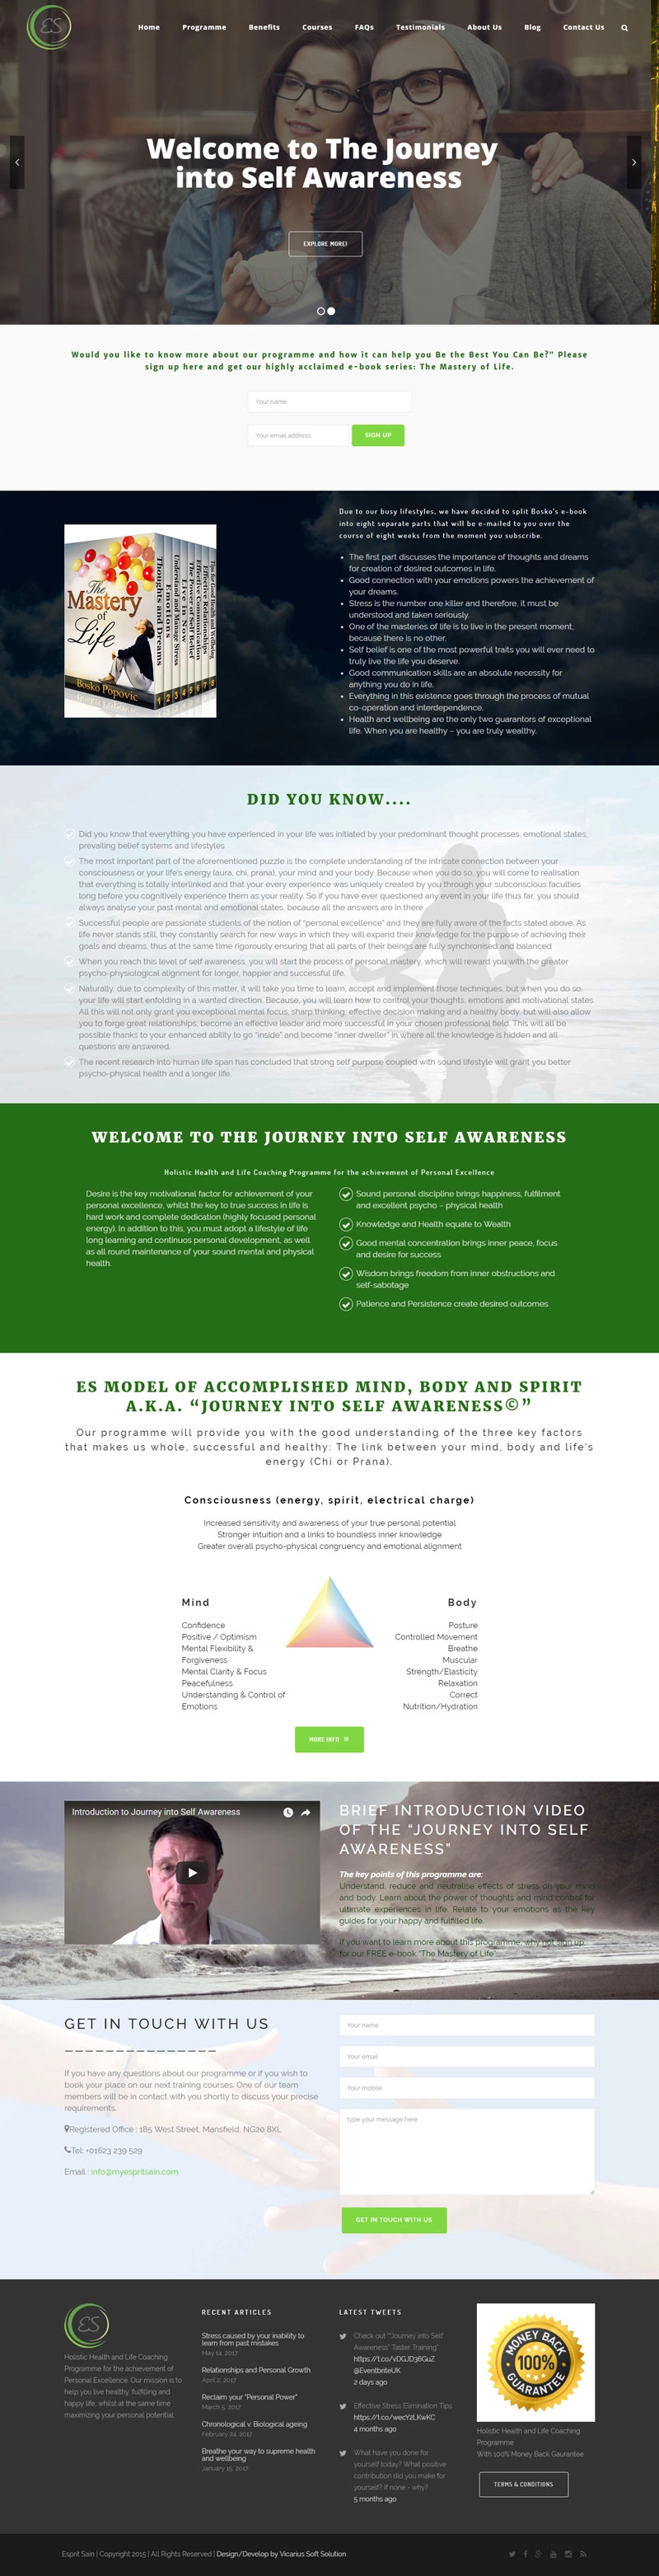 ES
Home Programme Benefits Courses FAQs Testimonials About Us Blog Contact Us
Welcome to The Journey
into Self Awareness
EXPLORE MORE!
Would you like to know more about our programme and how it can help you Be the Best You Can Be?" Please
sign up here and get our highly acclaimed e-book series: The Mastery of Life.
Your name
Your email address
SIGN UP
The
Mastery
of
Life
Bosko Popovic
1 2 3 4 5 6 7 8
Due to our busy lifestyles, we have decided to split Bosko's e-book
into eight separate parts that will be e-mailed to you over the
course of eight weeks from the moment you subscribe.
The first part discusses the importance of thoughts and dreams
for creation of desired outcomes in life.
Good connection with your emotions powers the achievement of
your dreams.
Stress is the number one killer and therefore, it must be
understood and taken seriously.
One of the masteries of life is to live in the present moment,
because there is no other.
Self belief is one of the most powerful traits you will ever need to
truly live the life you deserve.
Good communication skills are an absolute necessity for
anything you do in life.
Everything in this existence goes through the process of mutual
co-operation and interdependence.
Health and wellbeing are the only two guarantors of exceptional
life. When you are healthy – you are truly wealthy.
DID YOU KNOW....
Did you know that everything you have experienced in your life was initiated by your predominant thought processes, emotional states,
prevailing belief systems and lifestyles
The most important part of the aforementioned puzzle is the complete understanding of the intricate connection between your
consciousness or your life's energy (aura, chi, prana), your mind and your body. Because when you do so, you will come to realisation
that everything is totally interlinked and that your every experience was uniquely created by you through your subconscious faculties
long before you cognitively experience them as your reality. So if you have ever questioned any event in your life thus far, you should
always analyse your past mental and emotional states, because all the answers are there
Successful people are passionate students of the notion of "personal excellence" and they are fully aware of the facts stated above. As
life never stands still, they constantly search for new ways in which they will expand their knowledge for the purpose of achieving their
goals and dreams, thus at the same time rigorously ensuring that all parts of their beings are fully synchronised and balanced
When you reach this level of self awareness, you will start the process of personal mastery, which will reward you with the greater
psycho-physiological alignment for longer, happier and successful life.
Naturally, due to complexity of this matter, it will take you time to learn, accept and implement those techniques, but when you do so,
your life will start enfolding in a wanted direction. Because, you will learn how to control your thoughts, emotions and motivational states.
All this will not only grant you exceptional mental focus, sharp thinking, effective decision making and a healthy body, but will also allow
you to forge great relationships, become an effective leader and more successful in your chosen professional field. This will all be
possible thanks to your enhanced ability to go "inside" and become "inner dweller" in where all the knowledge is hidden and all
questions are answered.
The recent research into human life span has concluded that strong self purpose coupled with sound lifestyle will grant you better
psycho-physical health and a longer life.
WELCOME TO THE JOURNEY INTO SELF AWARENESS
Holistic Health and Life Coaching Programme for the achievement of Personal Excellence
Desire is the key motivational factor for achievement of your
personal excellence, whilst the key to true success in life is
hard work and complete dedication (highly focused personal
energy). In addition to this, you must adopt a lifestyle of life
long learning and continuous personal development, as well
as all round maintenance of your sound mental and physical
health.
Sound personal discipline brings happiness, fulfilment
and excellent psycho – physical health
Knowledge and Health equate to Wealth
Good mental concentration brings inner peace, focus
and desire for success
Wisdom brings freedom from inner obstructions and
self-sabotage
Patience and Persistence create desired outcomes
ES MODEL OF ACCOMPLISHED MIND, BODY AND SPIRIT
A.K.A. "JOURNEY INTO SELF AWARENESS©"
Our programme will provide you with the good understanding of the three key factors
that makes us whole, successful and healthy: The link between your mind, body and life's
energy (Chi or Prana).
Consciousness (energy, spirit, electrical charge)
Increased sensitivity and awareness of your true personal potential
Stronger intuition and a links to boundless inner knowledge
Greater overall psycho-physical congruency and emotional alignment
Mind
Confidence
Positive / Optimism
Mental Flexibility &
Forgiveness
Mental Clarity & Focus
Peacefulness
Understanding & Control of
Emotions
Body
Posture
Controlled Movement
Breathe
Muscular
Strength/Elasticity
Relaxation
Correct
Nutrition/Hydration
MORE INFO
Introduction to Journey into Self Awareness
BRIEF INTRODUCTION VIDEO
OF THE "JOURNEY INTO SELF
AWARENESS"
The key points of this programme are:
Understand, reduce and neutralise effects of stress on your mind
and body. Learn about the power of thoughts and mind control for
ultimate experiences in life. Relate to your emotions as the key
guides for your happy and fulfilled life.
If you want to learn more about this programme, why not sign up
for our FREE e-book "The Mastery of Life"
GET IN TOUCH WITH US
If you have any questions about our programme or if you wish to
book your place on our next training courses. One of our team
members will be in contact with you shortly to discuss your precise
requirements.
Registered Office : 185 West Street, Mansfield, NG20 8XL
Tel: +01623 239 529
Email : info@myespritsain.com
Your name
Your email
Your mobile
type your message here
GET IN TOUCH WITH US
ES
Holistic Health and Life Coaching
Programme for the achievement of
Personal Excellence. Our mission is to
help you live healthy, fulfilling and
happy life, whilst at the same time
maximizing your personal potential.
RECENT ARTICLES
Stress caused by your inability to
learn from past mistakes
May 14, 2017
Relationships and Personal Growth
April 2, 2017
Reclaim your "Personal Power"
March 5, 2017
Chronological v. Biological ageing
February 24, 2017
Breathe your way to supreme health
and wellbeing
January 15, 2017
LATEST TWEETS
Check out "Journey into Self
Awareness" Taster Training"
https://t.co/vDGJD36GuZ
@EventbriteUK
2 days ago
Effective Stress Elimination Tips
https://t.co/wecY2LKwKC
4 months ago
What have you done for
yourself today? What positive
contribution did you make for
yourself? If none - why?
5 months ago
MONEY BACK
100%
GUARANTEE
Holistic Health and Life Coaching
Programme
With 100% Money Back Gaurantee
TERMS & CONDITIONS
Esprit Sain | Copyright 2015 | All Rights Reserved | Design/Develop by Vicarius Soft Solution